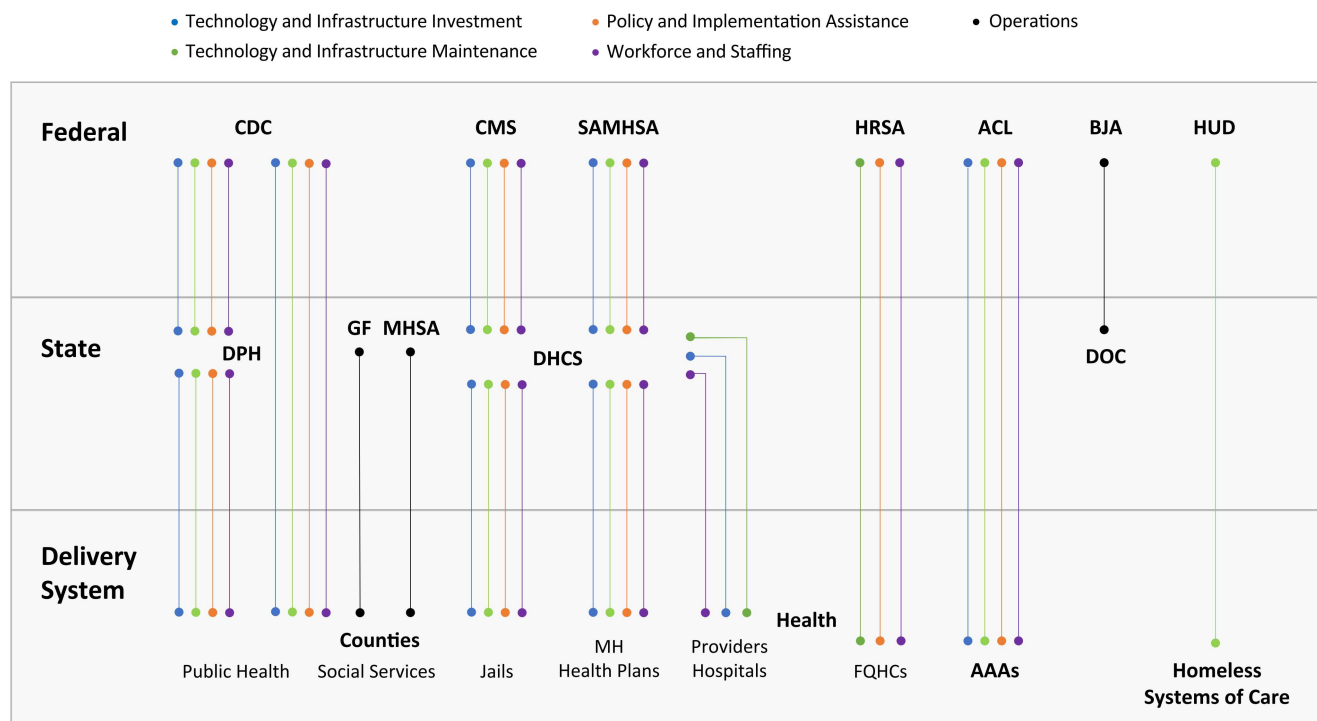 Technology and Infrastructure Investment
Policy and Implementation Assistance
Operations
Technology and Infrastructure Maintenance
Workforce and Staffing
Federal
CDC
CMS
SAMHSA
HRSA
ACL
BJA
HUD
State
GF
MHSA
DPH
DHCS
DOC
Delivery
System
Counties
Health
Public Health
Social Services
Jails
MH
Health Plans
Providers
Hospitals
FQHCs
AAAs
Homeless
Systems of Care